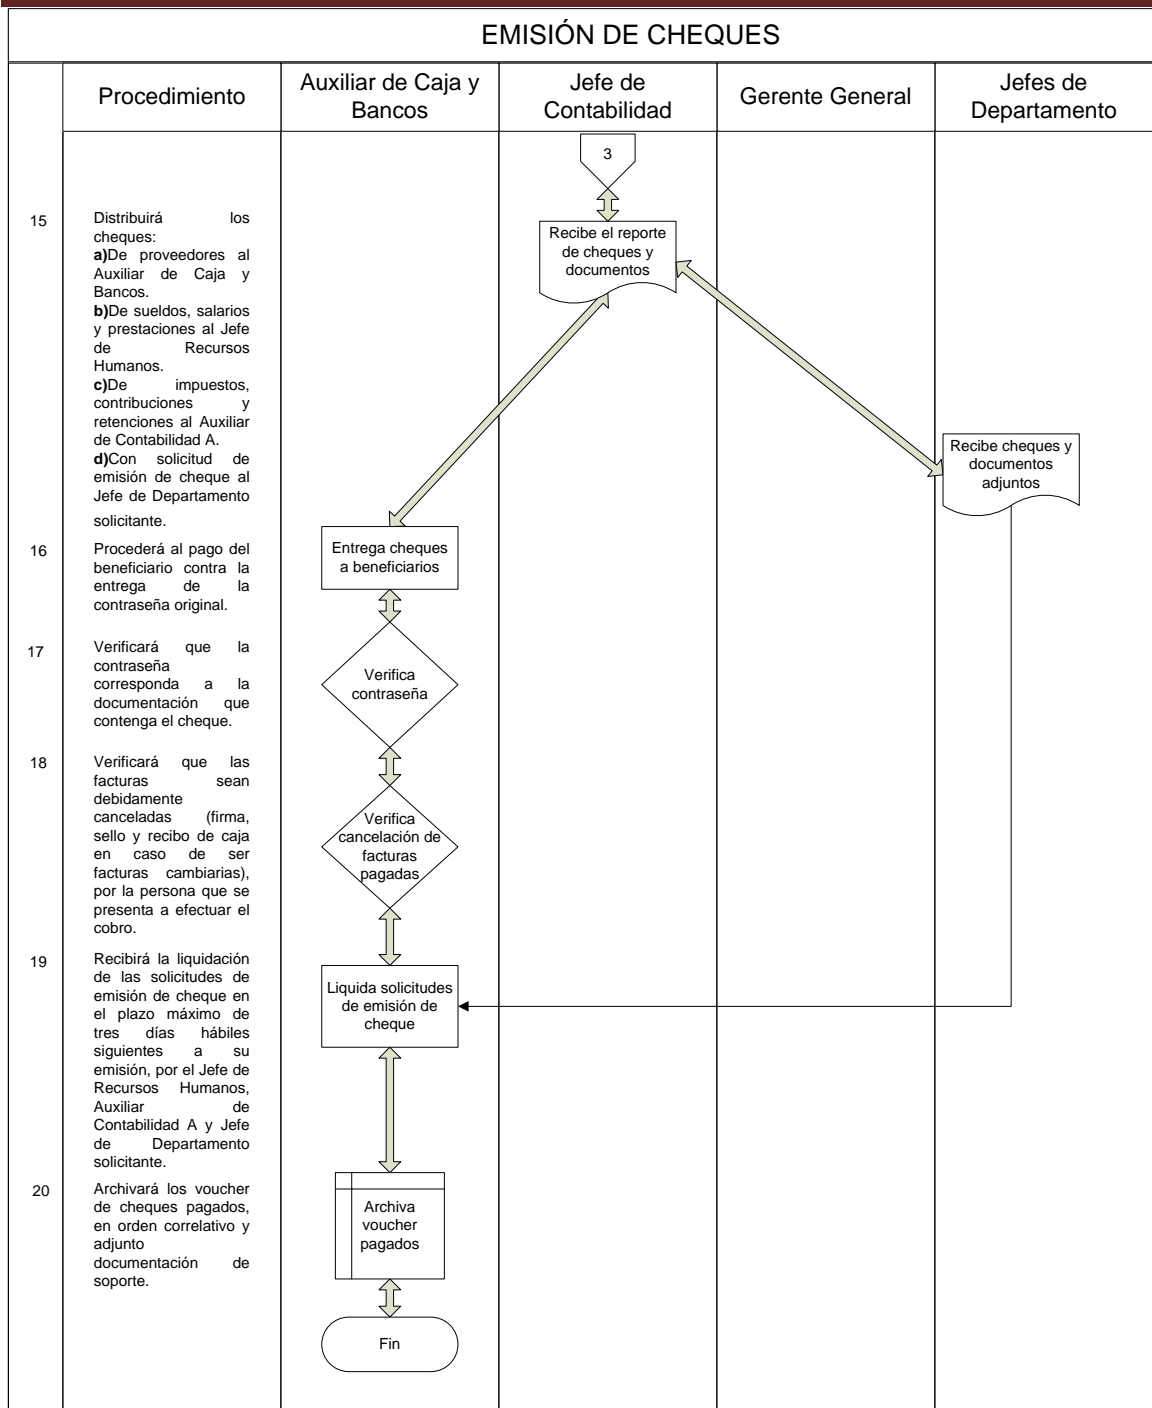 EMISIÓN DE CHEQUES
Procedimiento
Auxiliar de Caja y
Bancos
Jefe de
Contabilidad
Gerente General
Jefes de
Departamento
3
15
Distribuirá los
cheques:
a)De proveedores al
Auxiliar de Caja y
Bancos.
b)De sueldos, salarios
y prestaciones al Jefe
de Recursos
Humanos.
c)De impuestos,
contribuciones y
retenciones al Auxiliar
de Contabilidad A.
d)Con solicitud de
emisión de cheque al
Jefe de Departamento
solicitante.
Recibe el reporte
de cheques y
documentos
Recibe cheques y
documentos
adjuntos
16
Procederá al pago del
beneficiario contra la
entrega de la
contraseña original.
Entrega cheques
a beneficiarios
17
Verificará que la
contraseña
corresponda a la
documentación que
contenga el cheque.
Verifica
contraseña
18
Verificará que las
facturas sean
debidamente
canceladas (firma,
sello y recibo de caja
en caso de ser
facturas cambiarias),
por la persona que se
presenta a efectuar el
cobro.
Verifica
cancelación de
facturas
pagadas
19
Recibirá la liquidación
de las solicitudes de
emisión de cheque en
el plazo máximo de
tres días hábiles
siguientes a su
emisión, por el Jefe de
Recursos Humanos,
Auxiliar de
Contabilidad A y Jefe
de Departamento
solicitante.
Liquida solicitudes
de emisión de
cheque
20
Archivará los voucher
de cheques pagados,
en orden correlativo y
adjunto
documentación de
soporte.
Archiva
voucher
pagados
Fin